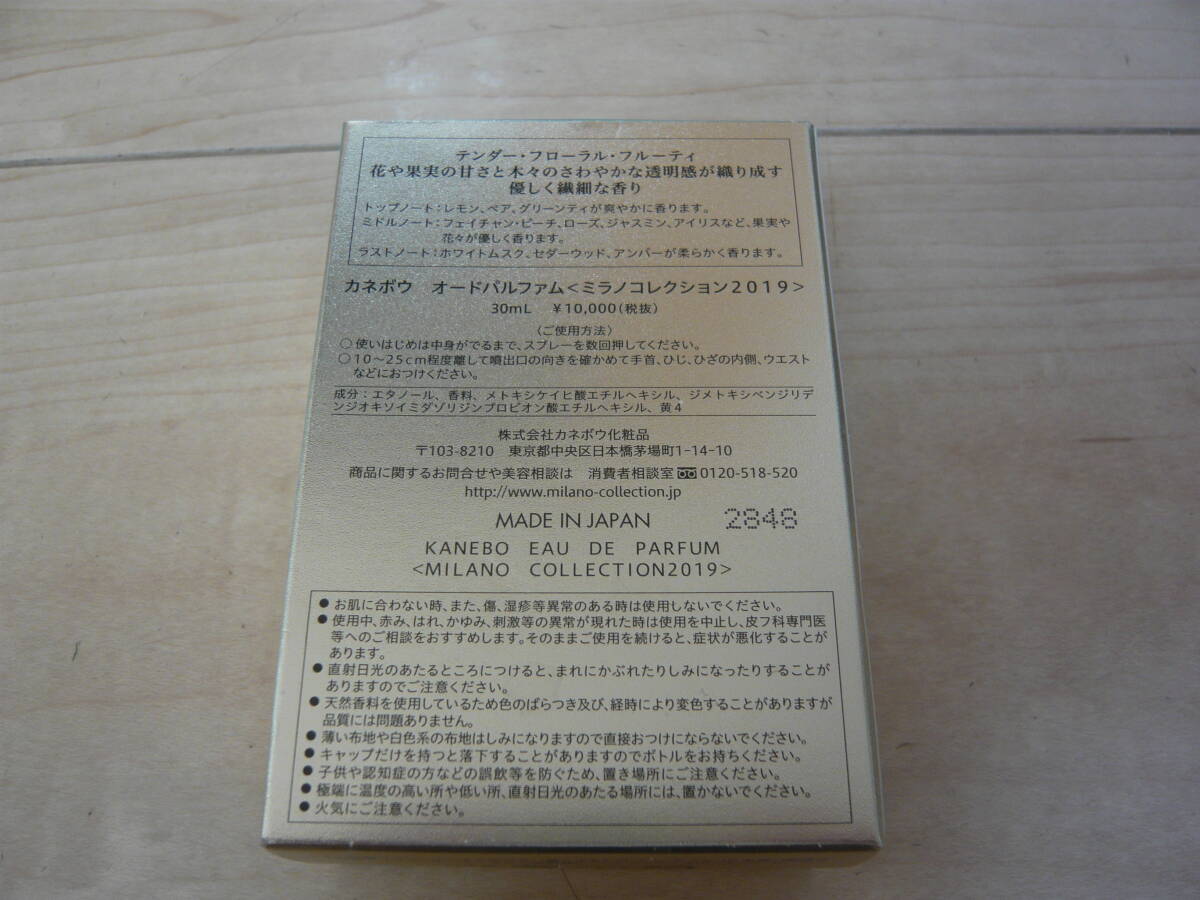 テンダー・フローラル・フルーティ
花や果実の甘さと木々のさわやかな透明感が織り成す
優しく繊細な香り
トップノート：レモン、ペア、グリーンティが爽やかに香ります。
ミドルノート：フェイチャン・ピーチ、ローズ、ジャスミン、アイリスなど、果実や
花々が優しく香ります。
ラストノート：ホワイトムスク、セダーウッド、アンバーが柔らかく香ります。
カネボウ　オードパルファム＜ミラノコレクション2019＞
30mL　￥10,000（税抜）
〈ご使用方法〉
○使いはじめは中身がでるまで、スプレーを数回押してください。
○10～25cm程度離して噴出口の向きを確かめて手首、ひじ、ひざの内側、ウエスト
などにおつけください。
成分：エタノール、香料、メトキシケイヒ酸エチルヘキシル、ジメトキシベンジリデ
ンジオキソイミダゾリジンプロピオン酸エチルヘキシル、黄4
株式会社カネボウ化粧品
〒103-8210　東京都中央区日本橋茅場町1-14-10
商品に関するお問合せや美容相談は　消費者相談室 0120-518-520
http://www.milano-collection.jp
MADE IN JAPAN 2848
KANEBO EAU DE PARFUM
<MILANO COLLECTION2019>
●お肌に合わない時、また、傷、湿疹等異常のある時は使用しないでください。
●使用中、赤み、はれ、かゆみ、刺激等の異常が現れた時は使用を中止し、皮フ科専門医
等へのご相談をおすすめします。そのままご使用を続けると、症状が悪化することが
あります。
●直射日光のあたるところにつけると、まれにかぶれたりしみになったりすることが
ありますのでご注意ください。
●天然香料を使用しているため色のばらつき及び、経時により変色することがありますが
品質には問題ありません。
●薄い布地や白色系の布地はしみになりますので直接おつけにならないでください。
●キャップだけを持つと落下することがありますのでボトルをお持ちください。
●子供や認知症の方などの誤飲等を防ぐため、置き場所にご注意ください。
●極端に温度の高い所や低い所、直射日光のあたる場所には、置かないでください。
●火気にご注意ください。